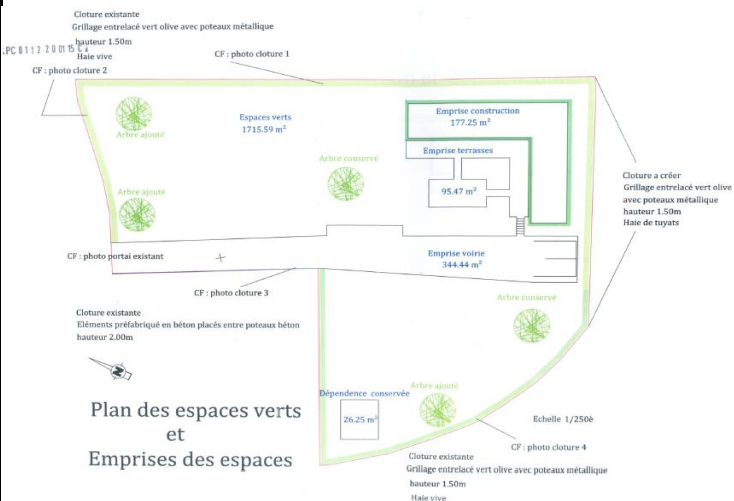 Cloture existante
Grillage entrelacé vert olive avec poteaux métallique
hauteur 1.50m
Haie vive
CF : photo cloture 1
CF : photo cloture 2
Arbre ajouté
Espaces verts
1715.59 m²
Emprise construction
177.25 m²
Emprise terrasses
95.47 m²
Arbre conservé
Arbre ajouté
Cloture a créer
Grillage entrelacé vert olive
avec poteaux métallique
hauteur 1.50m
Haie de tuyats
CF : photo portai existant
Emprise voirie
344.44 m²
CF : photo cloture 3
Arbre conservé
Cloture existante
Eléments préfabriqué en béton placés entre poteaux béton
hauteur 2.00m
N
Plan des espaces verts
et
Emprises des espaces
Dépendence conservée
26.25 m²
Arbre ajouté
Echelle 1/250è
CF : photo cloture 4
Cloture existante
Grillage entrelacé vert olive avec poteaux métallique
hauteur 1.50m
Haie vive